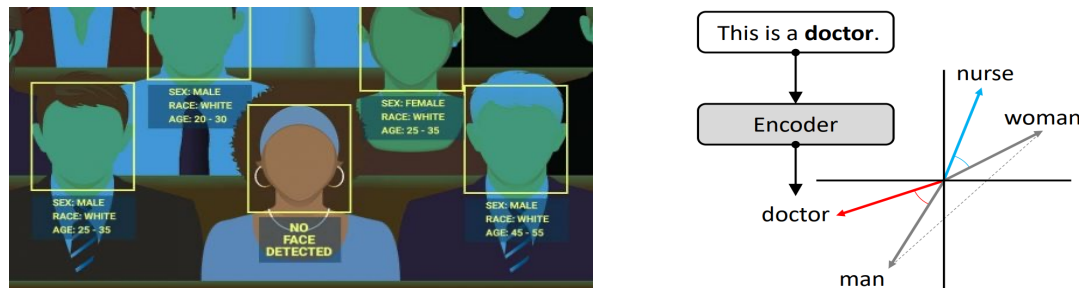 SEX: MALE
RACE: WHITE
AGE: 20 - 30
SEX: FEMALE
RACE: WHITE
AGE: 25 - 35
SEX: MALE
RACE: WHITE
AGE: 25 - 35
NO
FACE
DETECTED
SEX: MALE
RACE: WHITE
AGE: 45 - 55
This is a doctor.
Encoder
nurse
woman
doctor
man